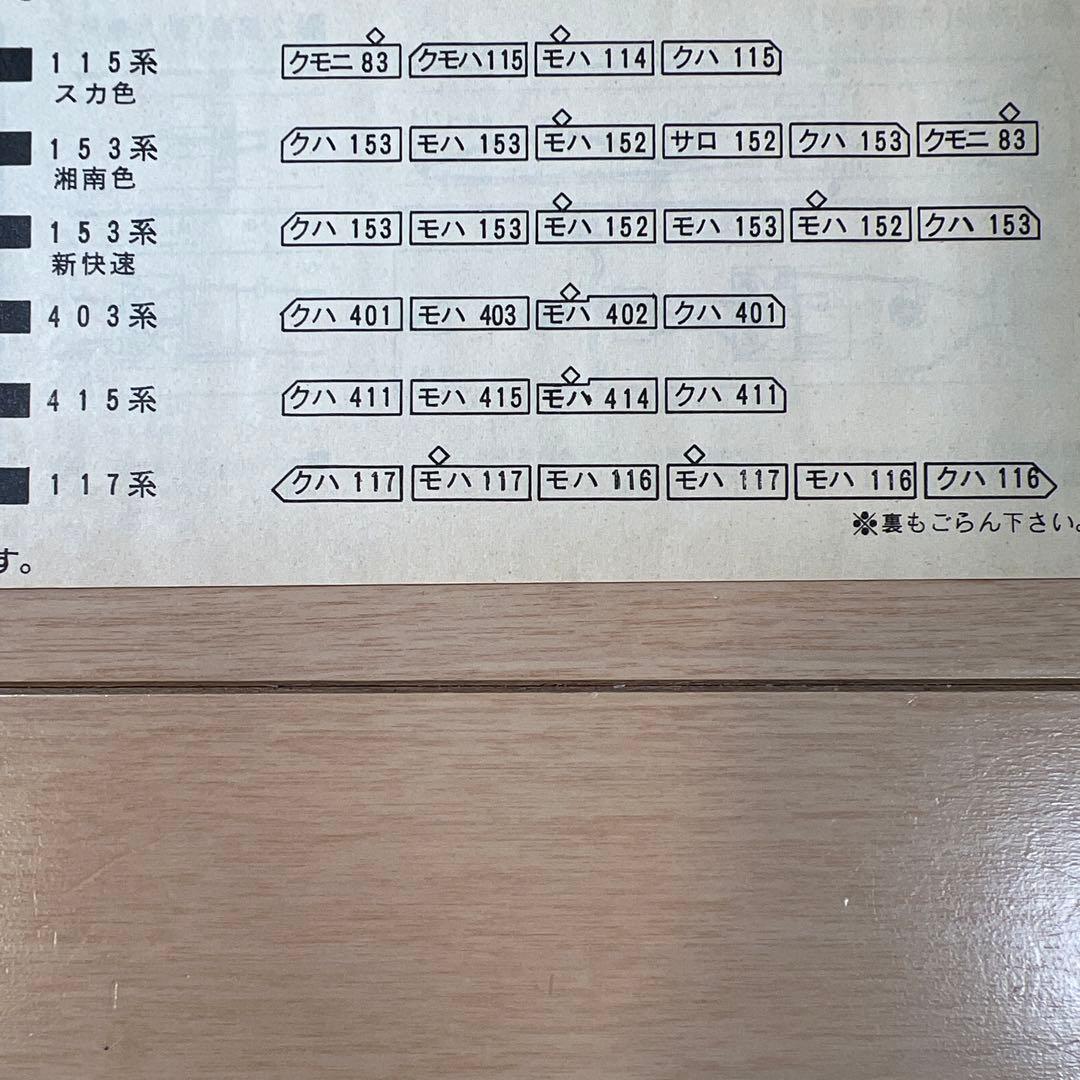 115系 クモニ 83 クモハ115 モハ 114 クハ 115
スカ色
153系 クハ 153 モハ 153 モハ 152 サロ 152 クハ 153 クモニ 83
湘南色
153系 クハ 153 モハ 153 モハ 152 モハ 153 モハ 152 クハ 153
新快速
403系 クハ 401 モハ 403 モハ 402 クハ 401
415系 クハ 411 モハ 415 モハ 414 クハ 411
117系 クハ 117 モハ 117 モハ 116 モハ 117 モハ 116 クハ 116
※裏もごらん下さい。
す。